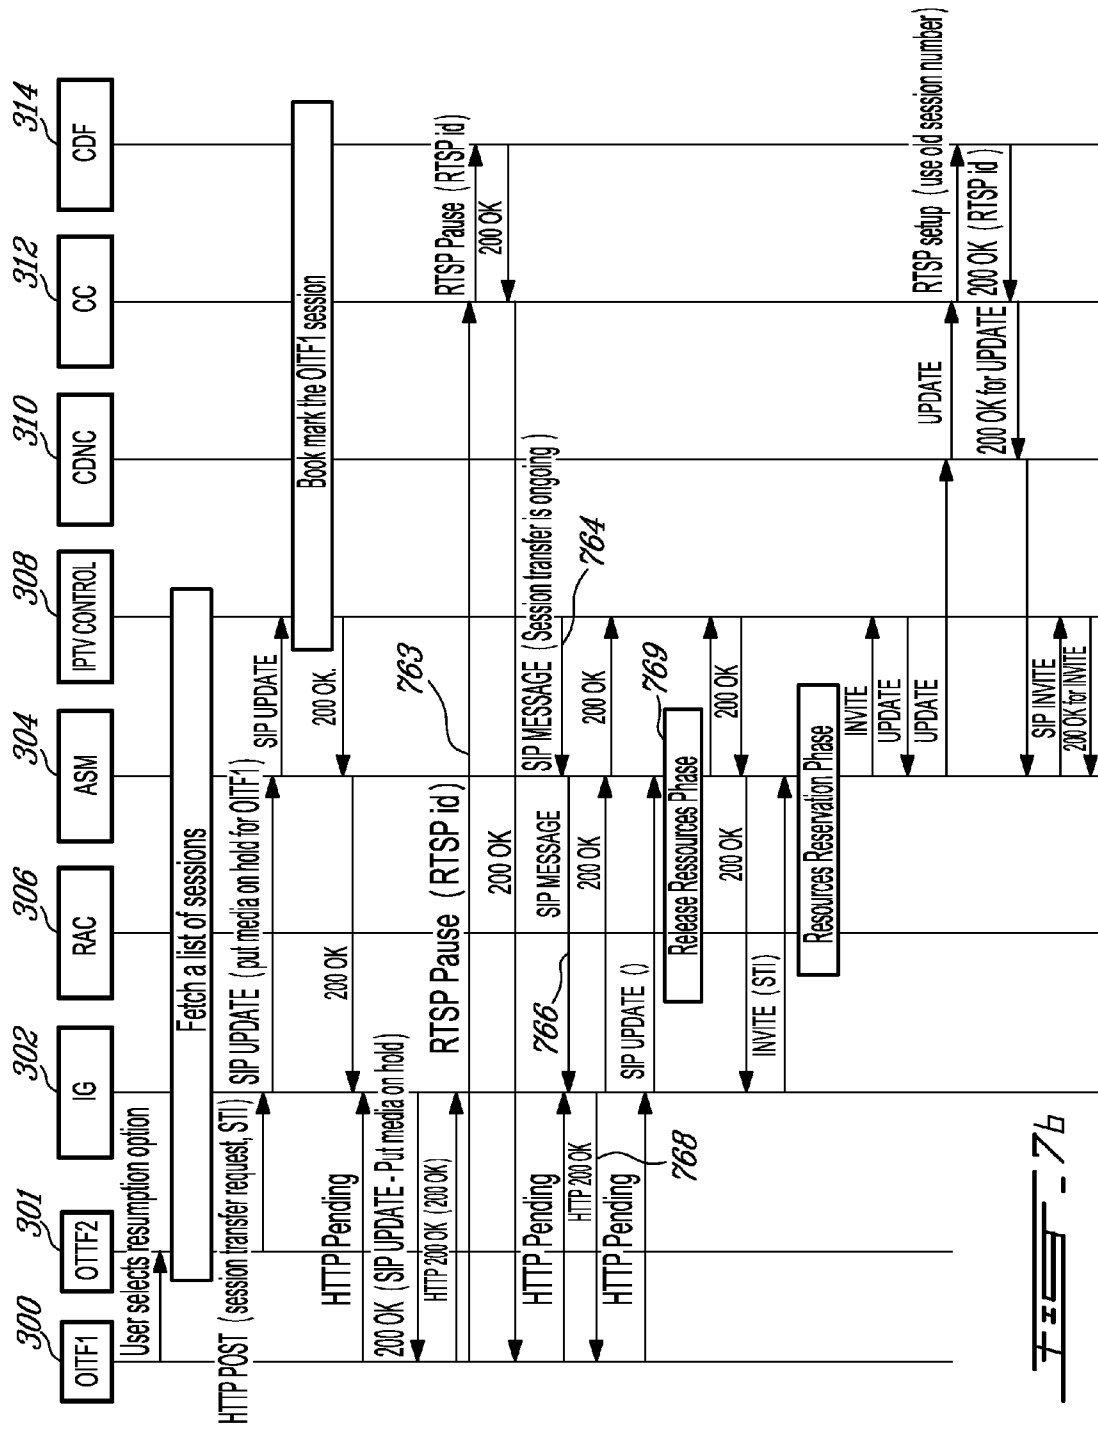 300
OITF1
301
OTTF2
302
IG
306
RAC
304
ASM
308
IPTV CONTROL
310
CDNC
312
CC
314
CDF
User selects resumption option
Fetch a list of sessions
HTTP POST (session transfer request, STI)
SIP UPDATE (put media on hold for OITF1)
SIP UPDATE
Book mark the OITF1 session
200 OK.
200 OK
HTTP Pending
200 OK (SIP UPDATE - Put media on hold)
HTTP 200 OK (200 OK)
RTSP Pause (RTSP id)
763
RTSP Pause (RTSP id)
200 OK
200 OK
SIP MESSAGE (Session transfer is ongoing)
764
SIP MESSAGE
766
HTTP Pending
200 OK
200 OK
HTTP 200 OK
768
HTTP Pending
SIP UPDATE ()
Release Ressources Phase
769
200 OK
200 OK
INVITE (STI)
Resources Reservation Phase
INVITE
UPDATE
UPDATE
UPDATE
RTSP setup (use old session number)
200 OK (RTSP id)
200 OK for UPDATE
SIP INVITE
200 OK for INVITE
Fig - 7b